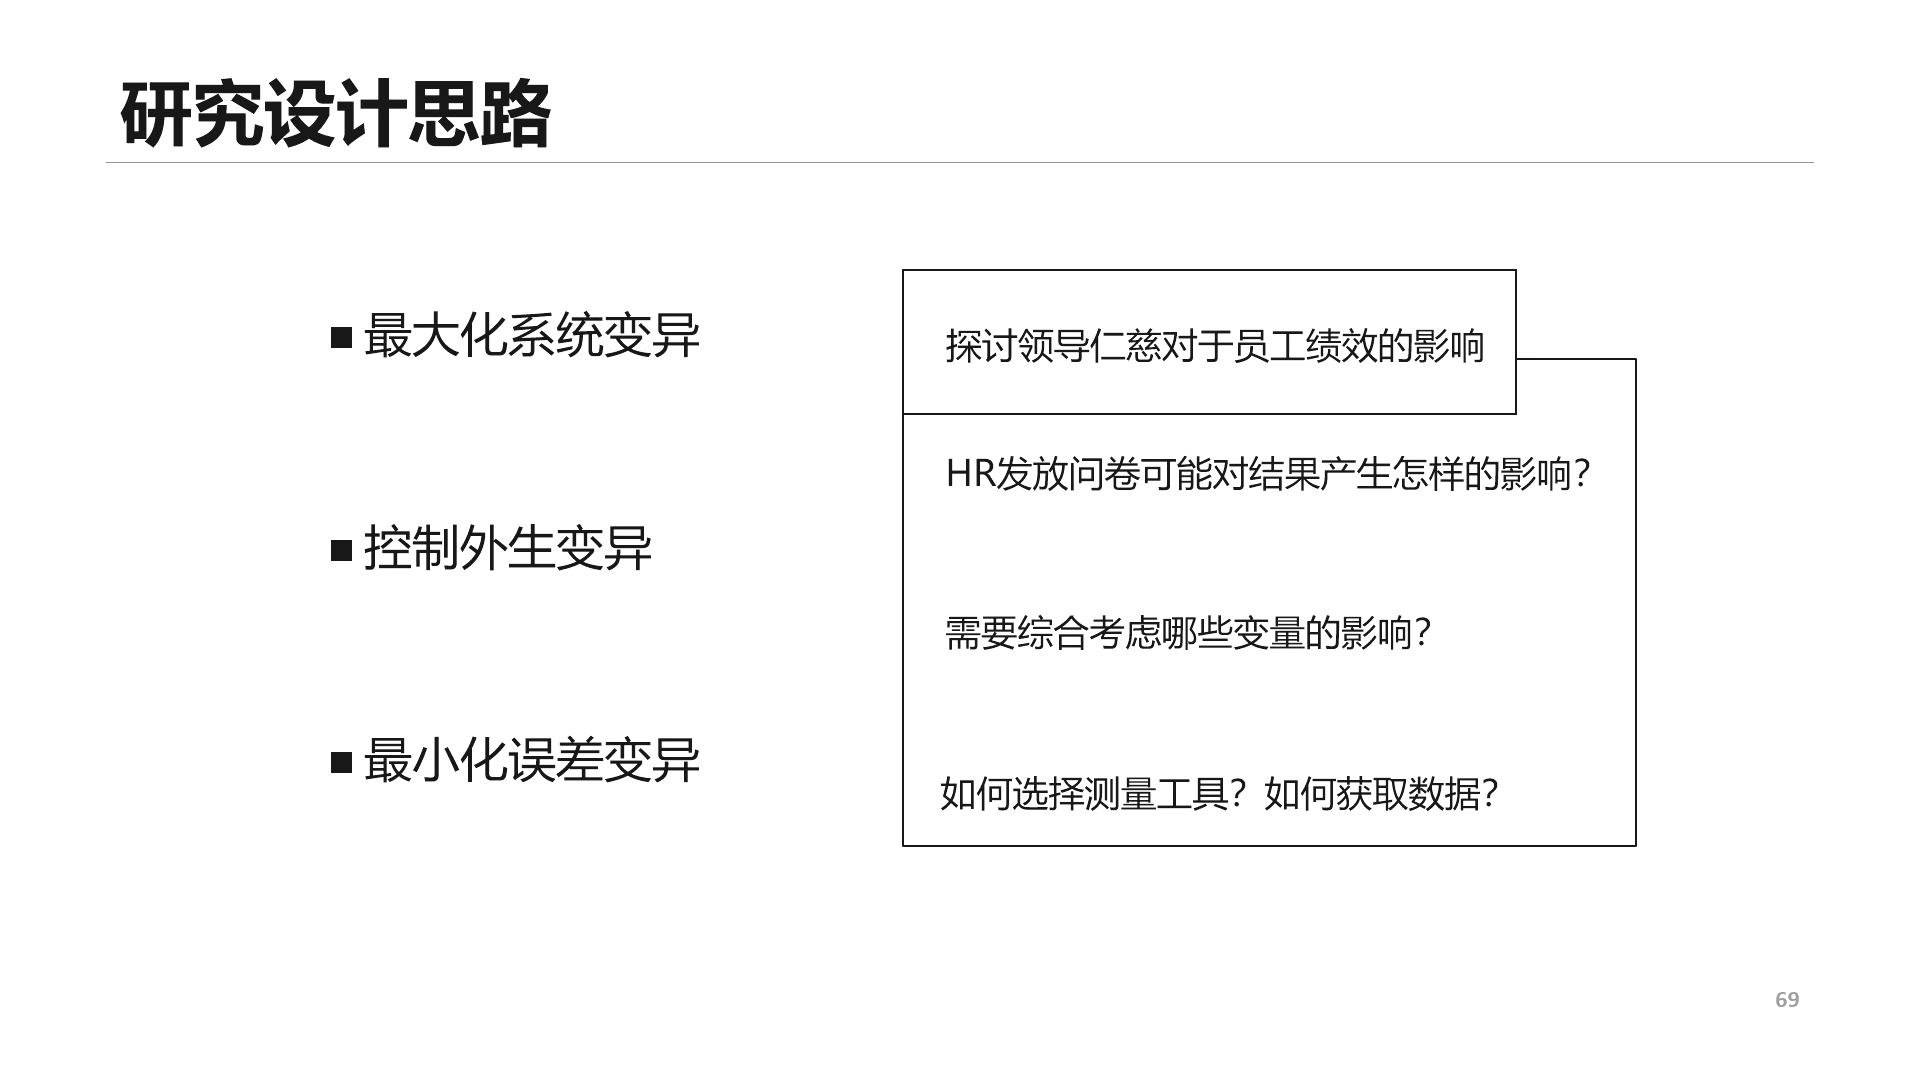 研究设计思路
■ 最大化系统变异
■ 控制外生变异
■ 最小化误差变异
探讨领导仁慈对于员工绩效的影响
HR发放问卷可能对结果产生怎样的影响？
需要综合考虑哪些变量的影响？
如何选择测量工具？如何获取数据？
69